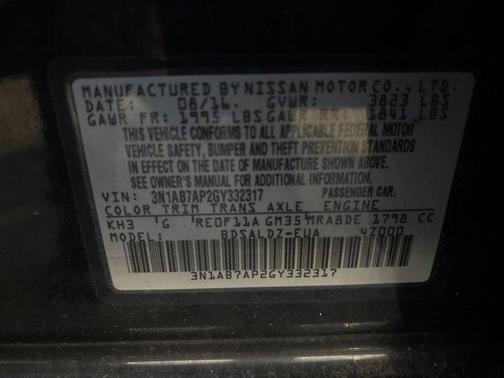 MANUFACTURED BY NISSAN MOTOR CO., LTD.
DATE: 08/16. GVWR: 3823 LBS
GAWR FR: 1995 LBS GAWR RR: 1841 LBS
THIS VEHICLE CONFORMS TO ALL APPLICABLE FEDERAL MOTOR
VEHICLE SAFETY, BUMPER AND THEFT PREVENTION STANDARDS
IN EFFECT ON THE DATE OF MANUFACTURE SHOWN ABOVE.
SEE OWNER'S MANUAL FOR ADDITIONAL INFORMATION.
VIN: 3N1AB7AP2GY332317 PASSENGER CAR.
COLOR TRIM TRANS AXLE ENGINE
KH3 'G 'RE0F11A GM35 MRA8DE 1798 CC
MODEL: BDSALDZ-EUA 4Z000
3N1AB7AP2GY332317